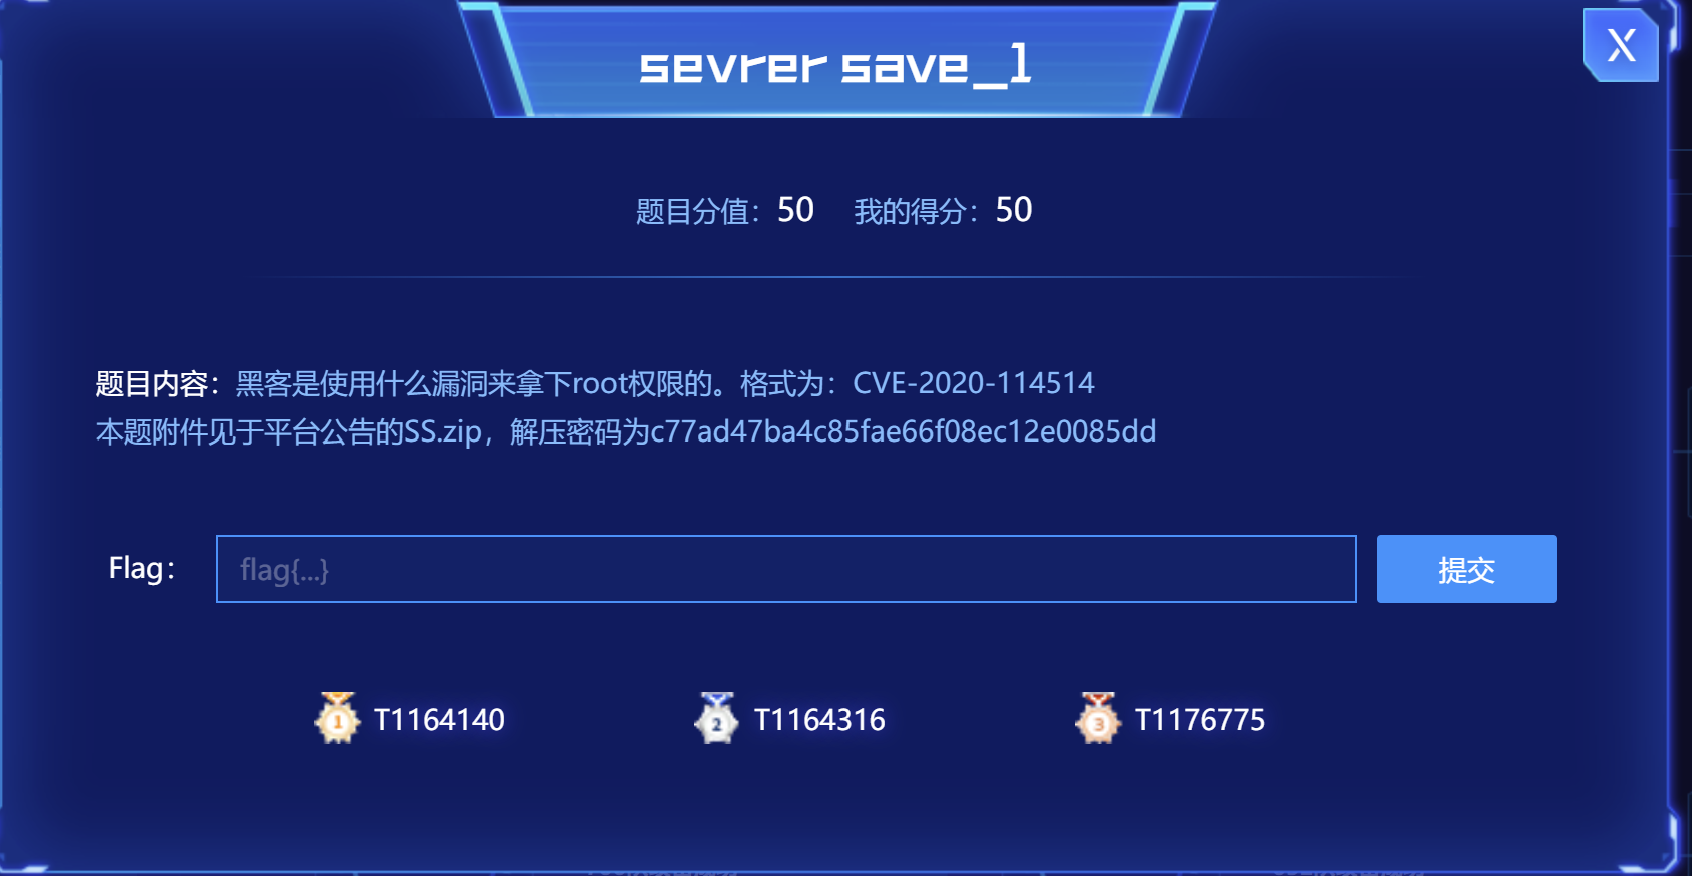 sevrer save_1
X
题目分值：50 我的得分：50
题目内容：黑客是使用什么漏洞来拿下root权限的。格式为：CVE-2020-114514
本题附件见于平台公告的SS.zip，解压密码为c77ad47ba4c85fae66f08ec12e0085dd
Flag： flag{...} 提交
1 T1164140 2 T1164316 3 T1176775